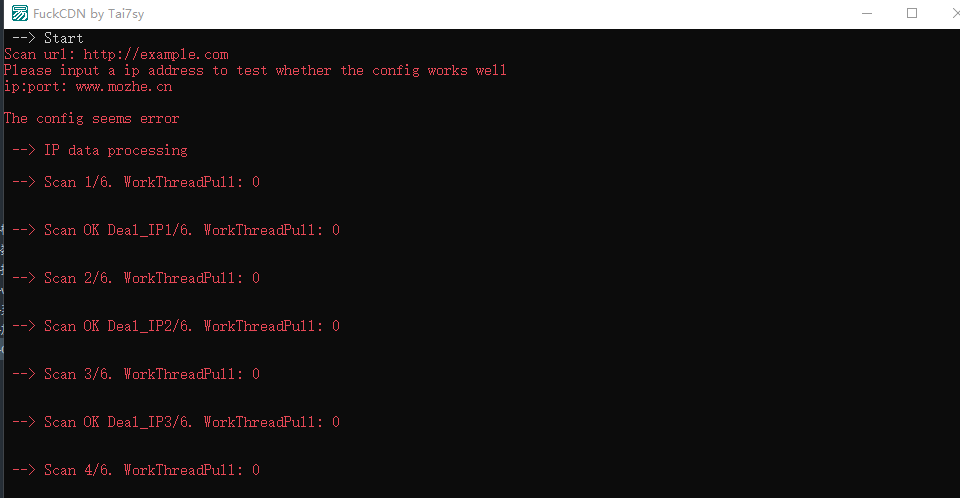 FuckCDN by Tai7sy
--> Start
Scan url: http://example.com
Please input a ip address to test whether the config works well
ip:port: www.mozhe.cn
The config seems error
--> IP data processing
--> Scan 1/6. WorkThreadPull: 0
--> Scan OK Deal_IP1/6. WorkThreadPull: 0
--> Scan 2/6. WorkThreadPull: 0
--> Scan OK Deal_IP2/6. WorkThreadPull: 0
--> Scan 3/6. WorkThreadPull: 0
--> Scan OK Deal_IP3/6. WorkThreadPull: 0
--> Scan 4/6. WorkThreadPull: 0